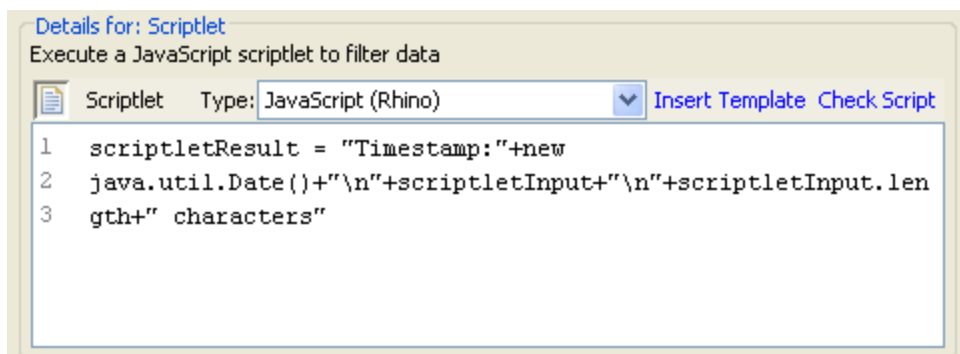 Details for: Scriptlet
Execute a JavaScript scriptlet to filter data
Scriptlet Type: JavaScript (Rhino) Insert Template Check Script
1 scriptletResult = "Timestamp:"+new
2 java.util.Date()+"\n"+scriptletInput+"\n"+scriptletInput.len
3 gth+" characters"